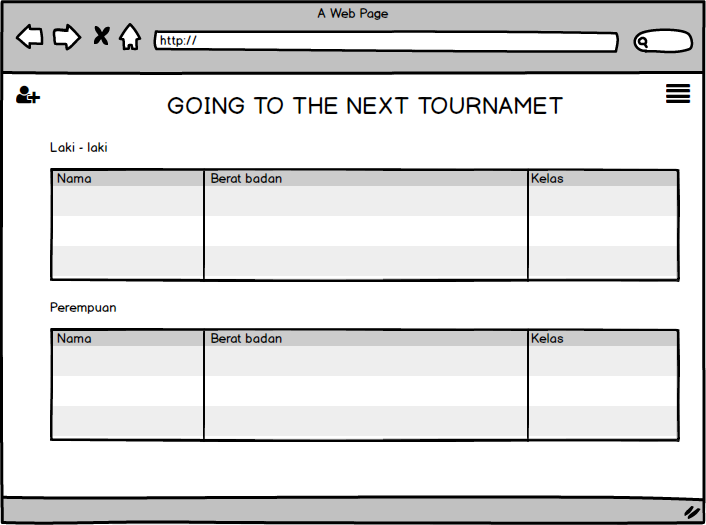 A Web Page
http://
GOING TO THE NEXT TOURNAMET
Laki - laki
Nama Berat badan Kelas
Perempuan
Nama Berat badan Kelas